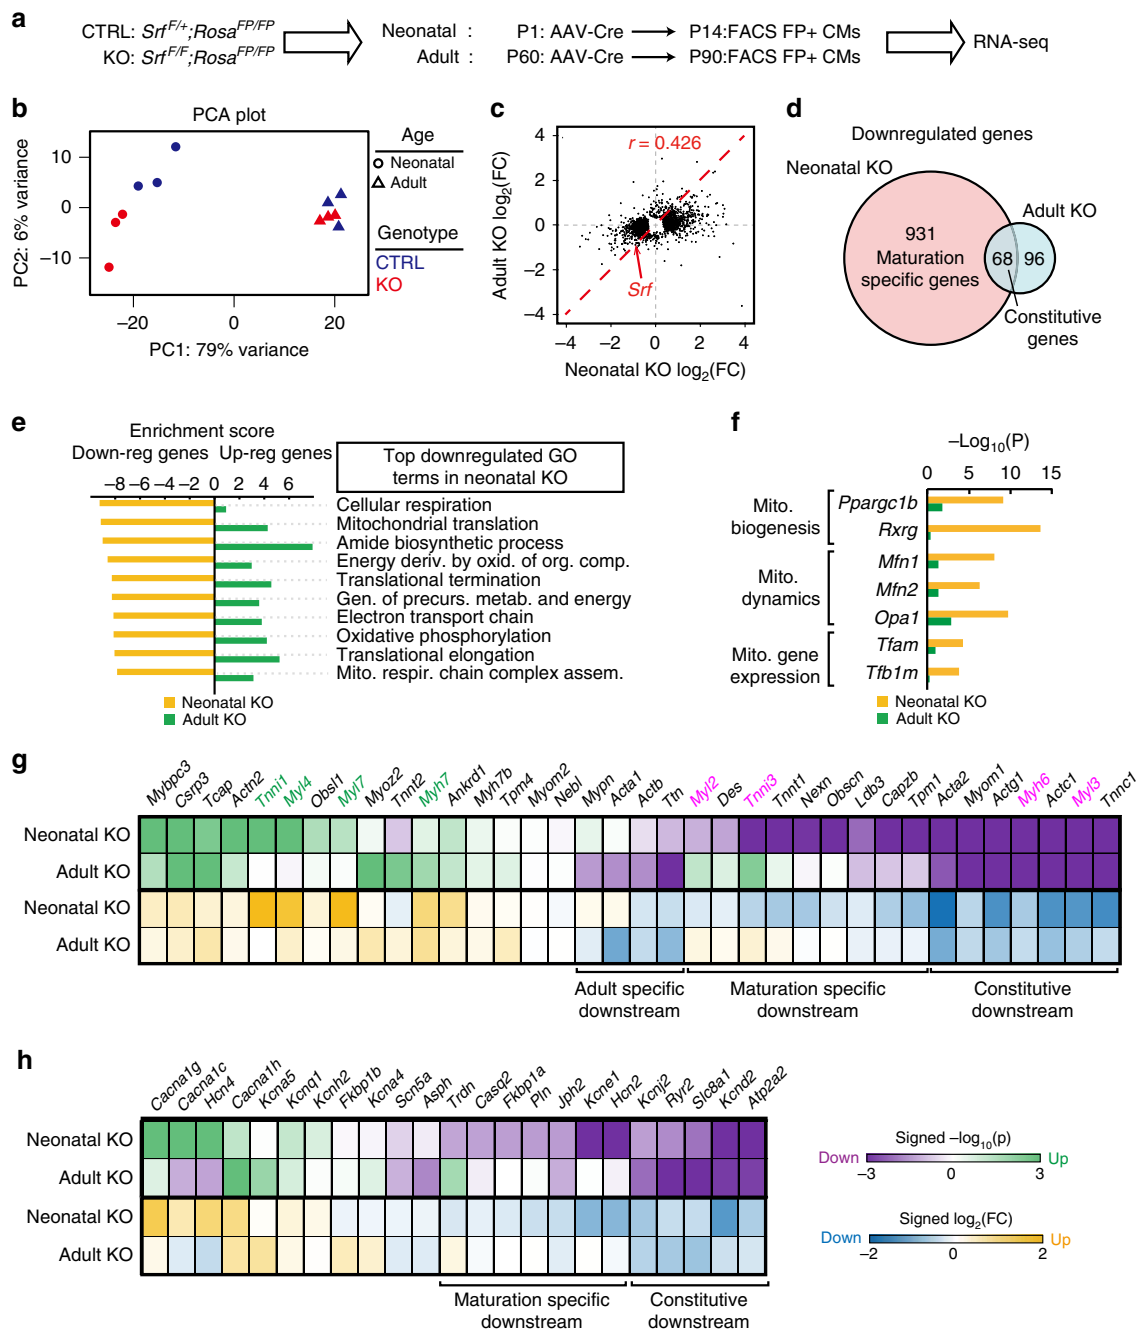 a
CTRL: Srf F/+;Rosa FP/FP
KO: Srf F/F;Rosa FP/FP
Neonatal :
P1: AAV-Cre
P14:FACS FP+ CMs
Adult :
P60: AAV-Cre
P90:FACS FP+ CMs
RNA-seq
b
PCA plot
10
0
−10
PC2: 6% variance
−20
0
20
PC1: 79% variance
Age
Neonatal
Adult
Genotype
CTRL
KO
c
r = 0.426
4
2
0
−2
−4
Adult KO log2(FC)
Srf
−4
−2
0
2
4
Neonatal KO log2(FC)
d
Downregulated genes
Neonatal KO
Adult KO
931
Maturation
specific genes
68
96
Constitutive
genes
e
Enrichment score
Down-reg genes
Up-reg genes
−8 −6 −4 −2 0 2 4 6
Top downregulated GO
terms in neonatal KO
Cellular respiration
Mitochondrial translation
Amide biosynthetic process
Energy deriv. by oxid. of org. comp.
Translational termination
Gen. of precurs. metab. and energy
Electron transport chain
Oxidative phosphorylation
Translational elongation
Mito. respir. chain complex assem.
Neonatal KO
Adult KO
f
−Log10(P)
0 5 10 15
Mito.
biogenesis
Ppargc1b
Rxrg
Mito.
dynamics
Mfn1
Mfn2
Opa1
Mito. gene
expression
Tfam
Tfb1m
Neonatal KO
Adult KO
g
Mybpc3
Csrp3
Tcap
Actn2
Tnni1
Myl4
Obsl1
Myl7
Myoz2
Tnnt2
Myh7
Ankrd1
Myh7b
Tpm4
Myom2
Nebl
Mypn
Acta1
Actb
Ttn
Myl2
Des
Tnni3
Tnnt1
Nexn
Obscn
Ldb3
Capzb
Tpm1
Acta2
Myom1
Actg1
Myh6
Actc1
Myl3
Tnnc1
Neonatal KO
Adult KO
Neonatal KO
Adult KO
Adult specific
downstream
Maturation specific
downstream
Constitutive
downstream
h
Cacna1g
Cacna1c
Hcn4
Cacna1h
Kcna5
Kcnq1
Kcnh2
Fkbp1b
Kcna4
Scn5a
Asph
Trdn
Casq2
Fkbp1a
Pln
Jph2
Kcne1
Hcn2
Kcnj2
Ryr2
Slc8a1
Kcnd2
Atp2a2
Neonatal KO
Adult KO
Neonatal KO
Adult KO
Maturation specific
downstream
Constitutive
downstream
Signed −log10(p)
Down
Up
−3
0
3
Signed log2(FC)
Down
Up
−2
0
2